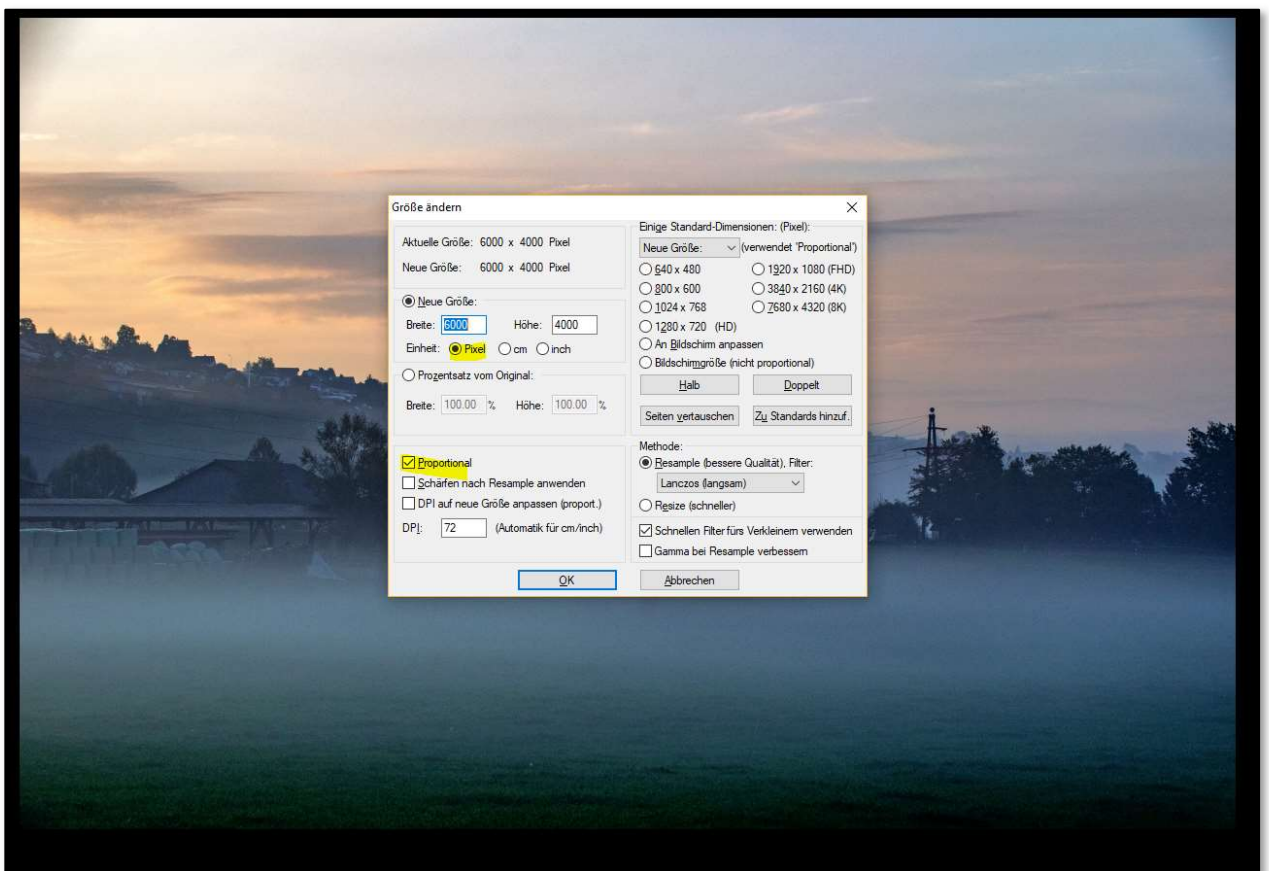 Größe ändern
Aktuelle Größe: 6000 x 4000 Pixel
Neue Größe: 6000 x 4000 Pixel
Neue Größe:
Breite: 6000 Höhe: 4000
Einheit: Pixel cm inch
Prozentsatz vom Original:
Breite: 100.00 % Höhe: 100.00 %
Proportional
Schärfen nach Resample anwenden
DPI auf neue Größe anpassen (proport.)
DPI: 72 (Automatik für cm/inch)
OK
Einige Standard-Dimensionen: (Pixel):
Neue Größe: (verwendet 'Proportional')
640 x 480 1920 x 1080 (FHD)
800 x 600 3840 x 2160 (4K)
1024 x 768 7680 x 4320 (8K)
1280 x 720 (HD)
An Bildschirm anpassen
Bildschirmgröße (nicht proportional)
Halb Doppelt
Seiten vertauschen Zu Standards hinzuf.
Methode:
Resample (bessere Qualität), Filter:
Lanczos (langsam)
Resize (schneller)
Schnellen Filter fürs Verkleinern verwenden
Gamma bei Resample verbessern
Abbrechen